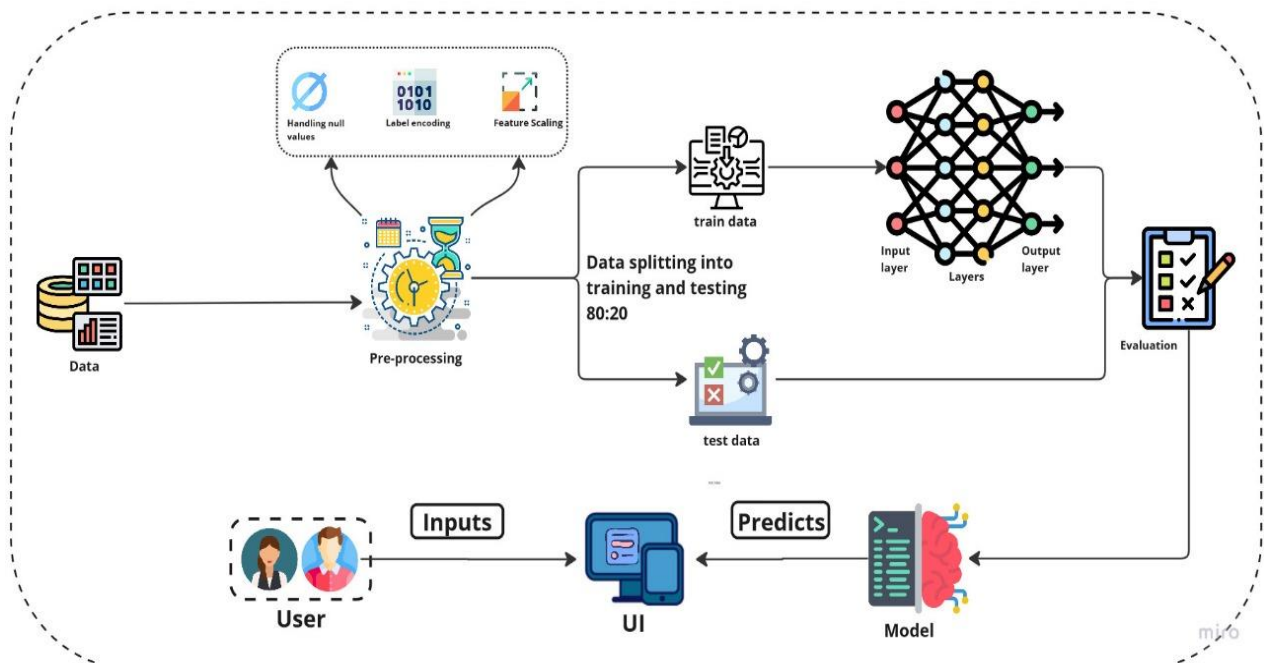 0101
1010
Handling null
values
Label encoding
Feature Scaling
train data
Input
layer
Layers
Output
layer
Data splitting into
training and testing
80:20
Data
Pre-processing
Evaluation
test data
Inputs
Predicts
>_
User
UI
Model
miro